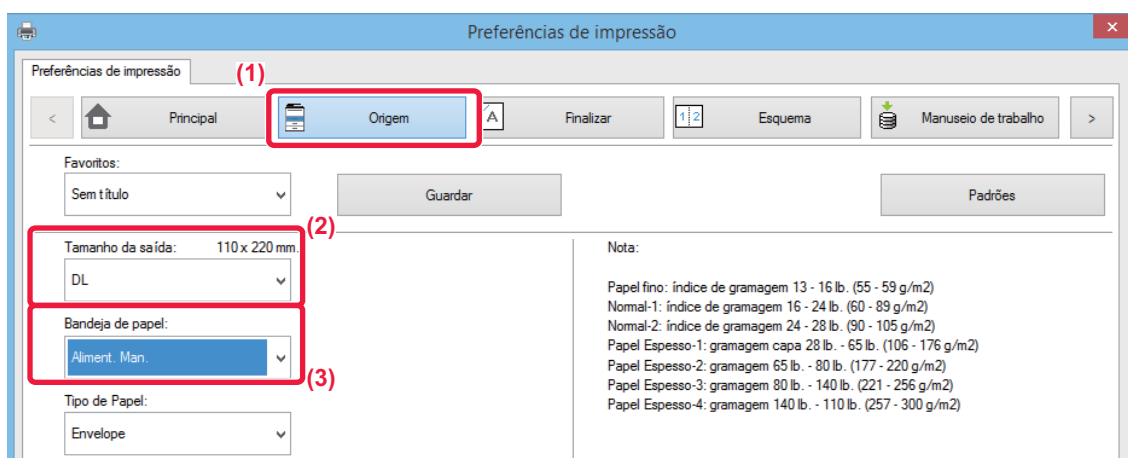 Preferências de impressão
Preferências de impressão
(1)
< Principal Origem A Finalizar 1 2 Esquema Manuseio de trabalho >
Favoritos:
Sem título
Guardar
Padrões
(2)
Tamanho da saída: 110 x 220 mm.
DL
Bandeja de papel:
Aliment. Man.
(3)
Tipo de Papel:
Envelope
Nota:
Papel fino: índice de gramagem 13 - 16 lb. (55 - 59 g/m2)
Normal-1: índice de gramagem 16 - 24 lb. (60 - 89 g/m2)
Normal-2: índice de gramagem 24 - 28 lb. (90 - 105 g/m2)
Papel Espesso-1: gramagem capa 28 lb. - 65 lb. (106 - 176 g/m2)
Papel Espesso-2: gramagem 65 lb. - 80 lb. (177 - 220 g/m2)
Papel Espesso-3: gramagem 80 lb. - 140 lb. (221 - 256 g/m2)
Papel Espesso-4: gramagem 140 lb. - 110 lb. (257 - 300 g/m2)